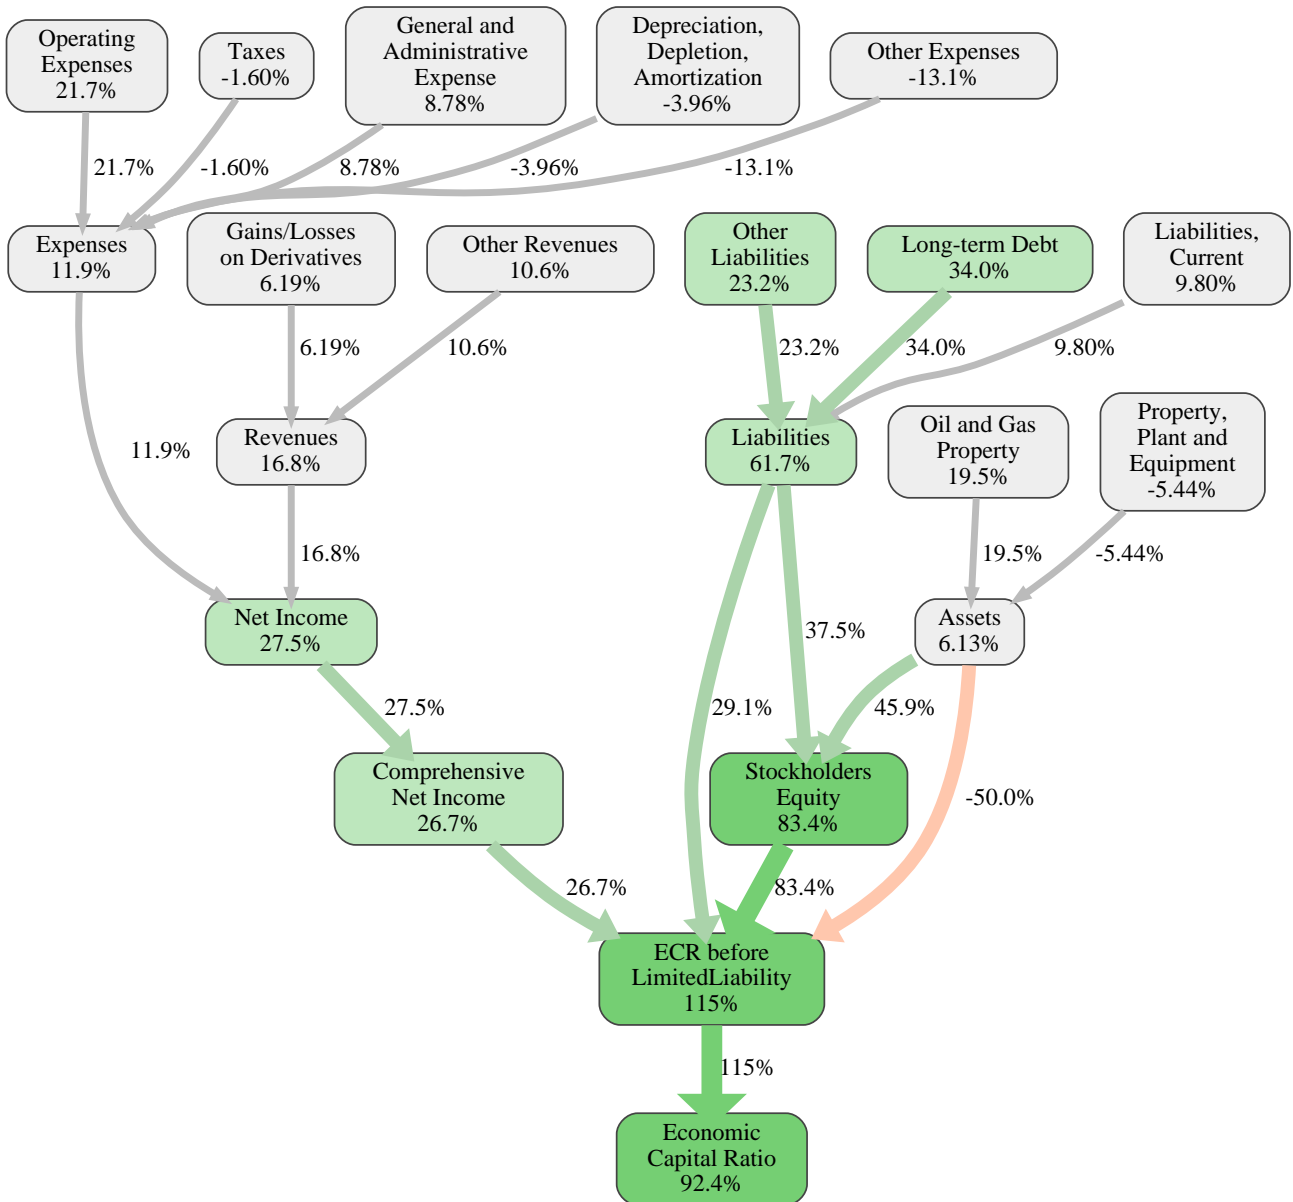 Operating
Expenses
21.7%
Taxes
-1.60%
General and
Administrative
Expense
8.78%
Depreciation,
Depletion,
Amortization
-3.96%
Other Expenses
-13.1%
21.7%
-1.60%
8.78%
-3.96%
-13.1%
Expenses
11.9%
Gains/Losses
on Derivatives
6.19%
Other Revenues
10.6%
Other
Liabilities
23.2%
Long-term Debt
34.0%
Liabilities,
Current
9.80%
6.19%
10.6%
23.2%
34.0%
9.80%
11.9%
Revenues
16.8%
Liabilities
61.7%
Oil and Gas
Property
19.5%
Property,
Plant and
Equipment
-5.44%
16.8%
19.5%
-5.44%
Net Income
27.5%
37.5%
Assets
6.13%
27.5%
29.1%
45.9%
Comprehensive
Net Income
26.7%
Stockholders
Equity
83.4%
-50.0%
26.7%
83.4%
ECR before
LimitedLiability
115%
115%
Economic
Capital Ratio
92.4%